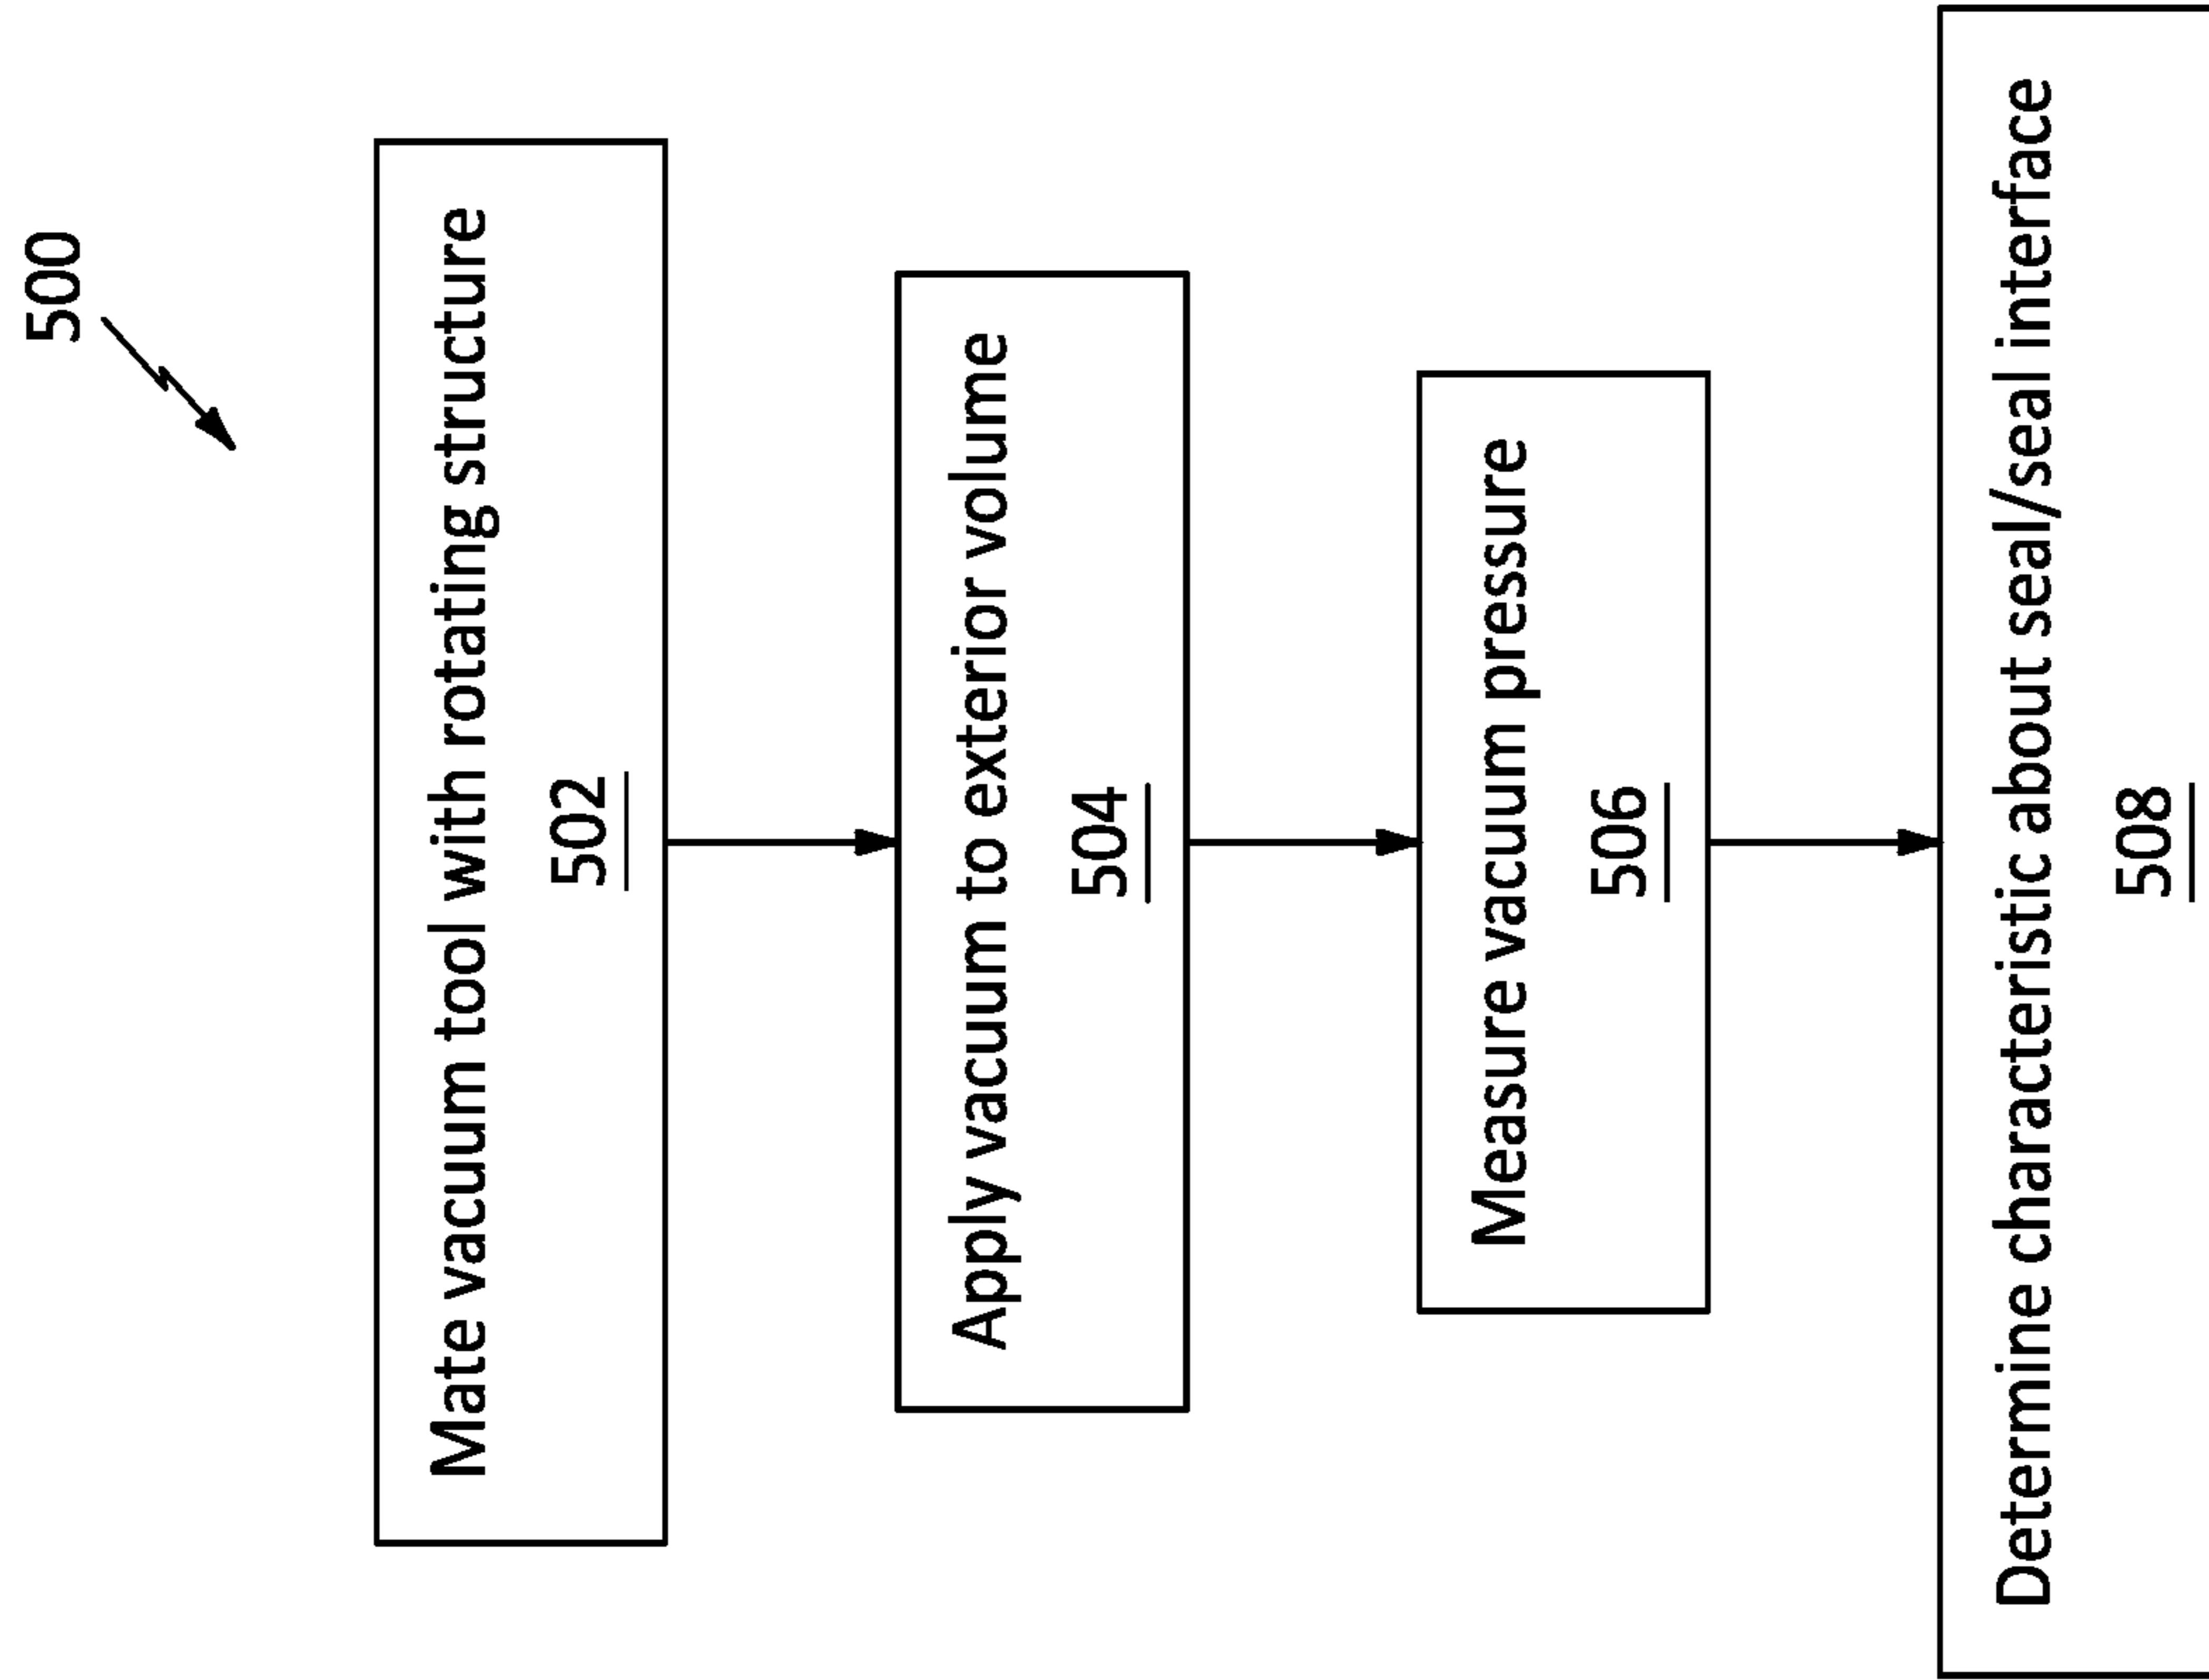 500
Mate vacuum tool with rotating structure
502
Apply vacuum to exterior volume
504
Measure vacuum pressure
506
Determine characteristic about seal/seal interface
508